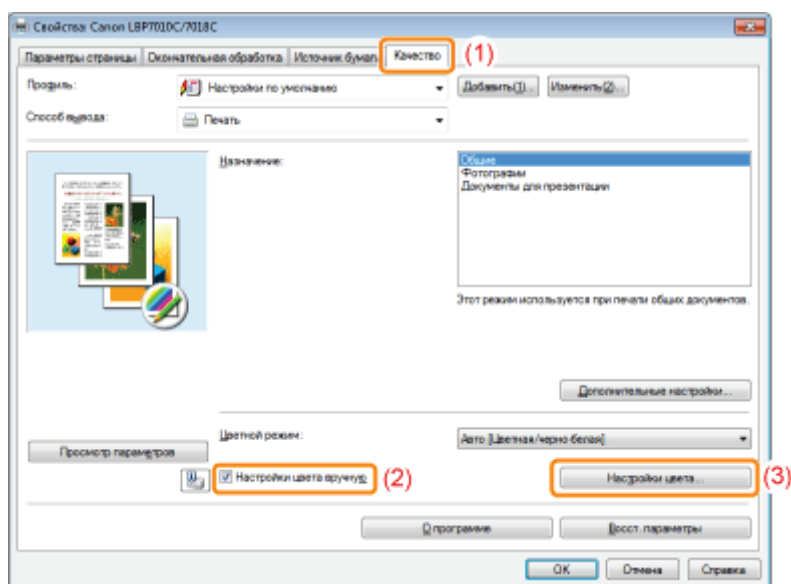 Свойства: Canon LBP7010C/7018C
Параметры страницы Окончательная обработка Источник бумаги Качество (1)
Профиль: Настройки по умолчанию Добавить(1)... Изменить(2)...
Способ вывода: Печать
Назначение: Общие
Фотографии
Документы для презентации
Этот режим используется при печати общих документов.
Дополнительные настройки...
Цветной режим: Авто [Цветная/черно-белая]
Просмотр параметров
Настройки цвета вручную (2) Настройки цвета... (3)
О программе Восст. параметры
OK Отмена Справка